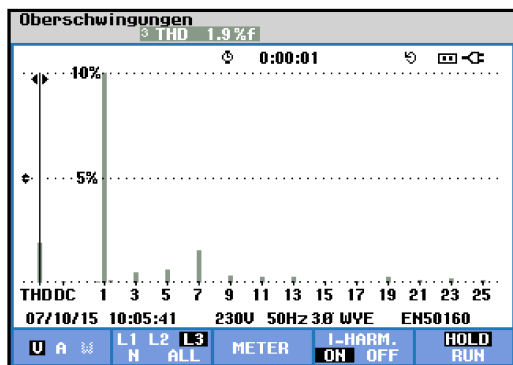 Oberschwingungen
3 THD 1.9%f
0:00:01
10%
5%
THD DC 1 3 5 7 9 11 13 15 17 19 21 23 25
07/10/15 10:05:41 230V 50Hz 3.0 WYE EN50160
V A W L1 L2 L3 N ALL METER I-HARM. ON OFF HOLD RUN